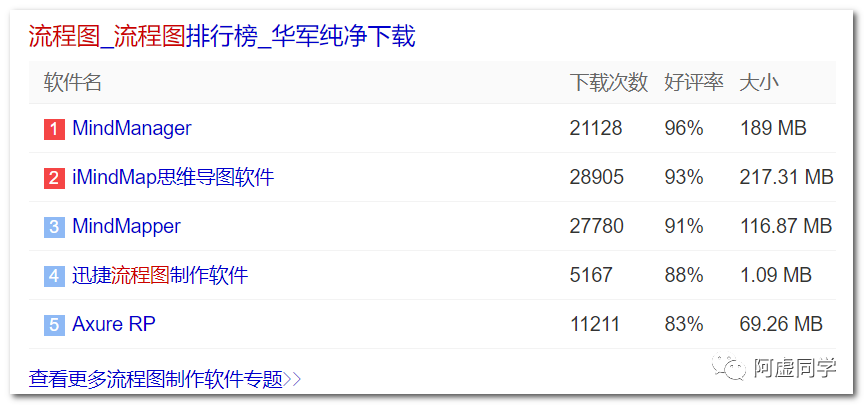 流程图_流程图排行榜_华军纯净下载
软件名 下载次数 好评率 大小
1 MindManager 21128 96% 189 MB
2 iMindMap思维导图软件 28905 93% 217.31 MB
3 MindMapper 27780 91% 116.87 MB
4 迅捷流程图制作软件 5167 88% 1.09 MB
5 Axure RP 11211 83% 69.26 MB
查看更多流程图制作软件专题>>
阿虚同学